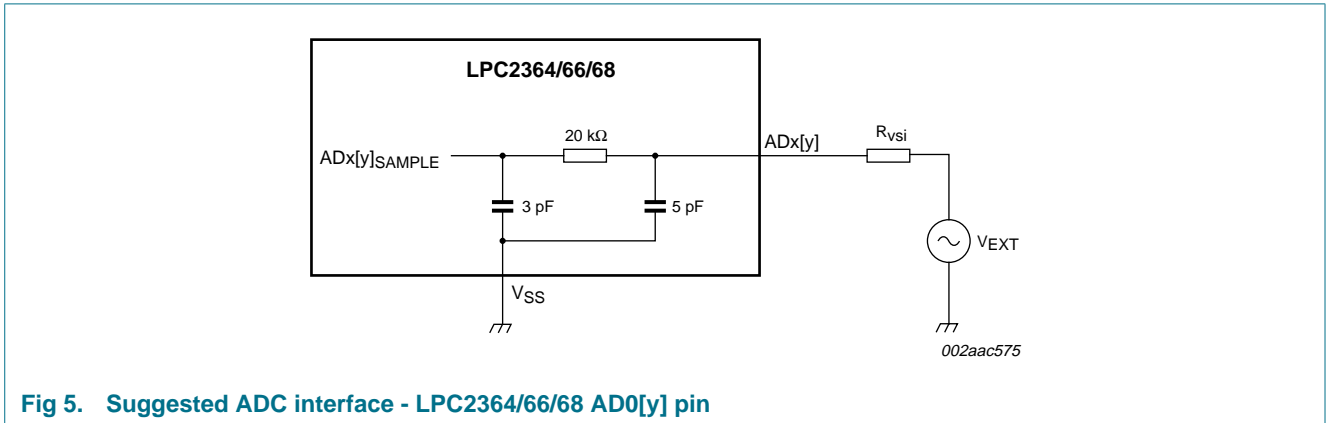 LPC2364/66/68
20 kΩ
ADx[y]
Rvsi
ADx[y]SAMPLE
3 pF
5 pF
VEXT
VSS
002aac575
Fig 5. Suggested ADC interface - LPC2364/66/68 AD0[y] pin